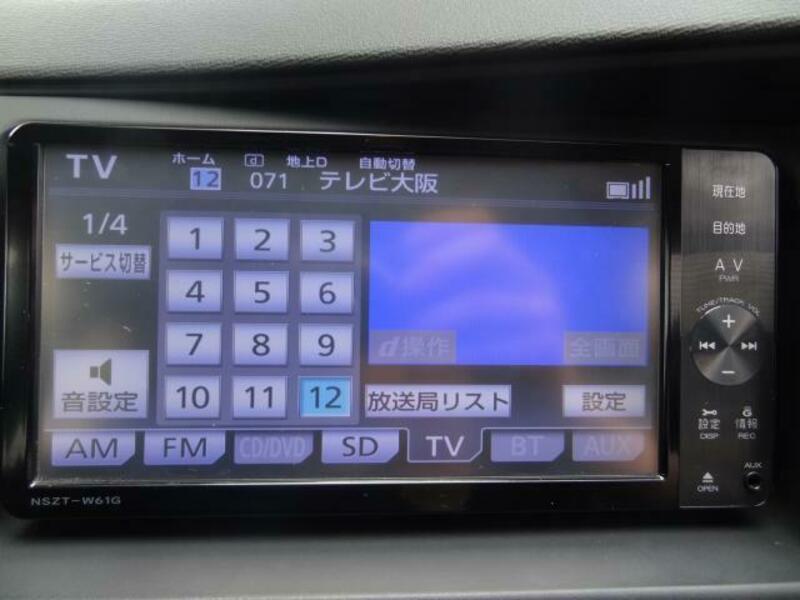 TV ホーム d 地上D 自動切替
12 071 テレビ大阪
1/4
サービス切替
1 2 3
4 5 6
7 8 9
10 11 12
d操作 全画面
音設定
放送局リスト 設定
AM FM CD/DVD SD TV BT AUX
NSZT-W61G
現在地
目的地
AV
PWR
TUNE/TRACK VOL
+
−
設定 情報
DISP REC
OPEN
AUX